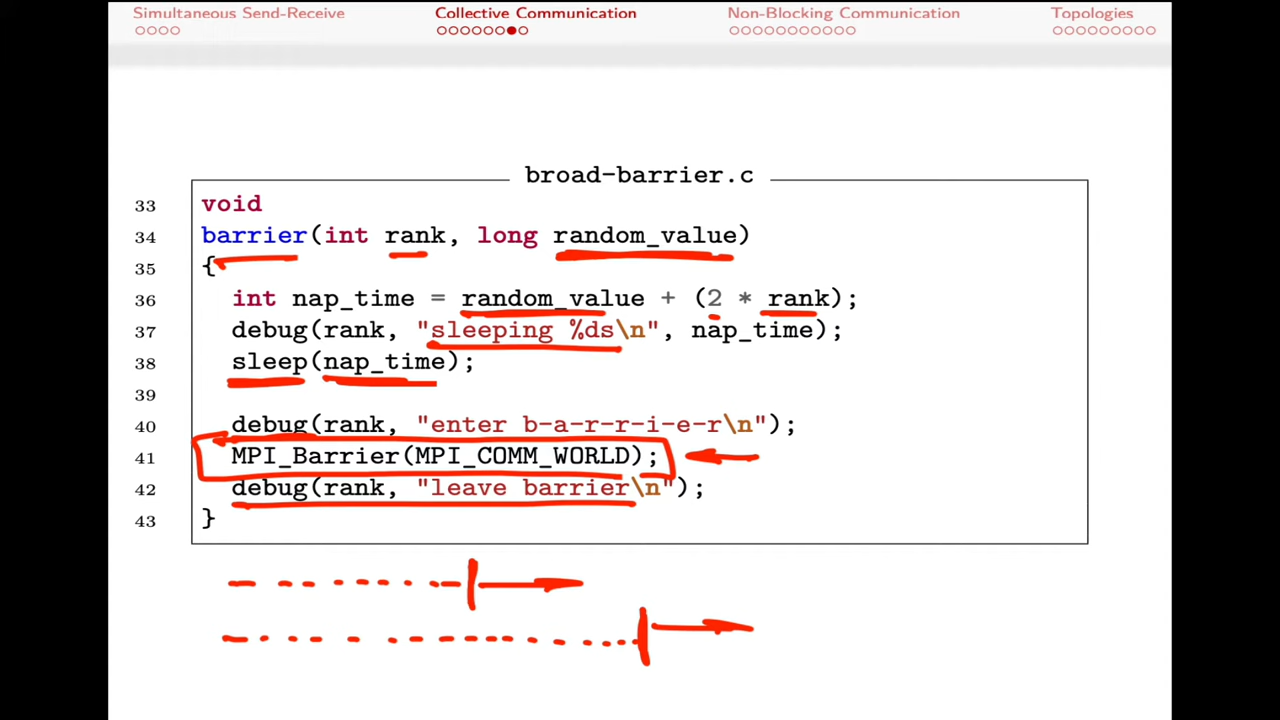 Simultaneous Send-Receive Collective Communication Non-Blocking Communication Topologies
broad-barrier.c
33 void
34 barrier(int rank, long random_value)
35 {
36 int nap_time = random_value + (2 * rank);
37 debug(rank, "sleeping %ds\n", nap_time);
38 sleep(nap_time);
39
40 debug(rank, "enter b-a-r-r-i-e-r\n");
41 MPI_Barrier(MPI_COMM_WORLD);
42 debug(rank, "leave barrier\n");
43 }